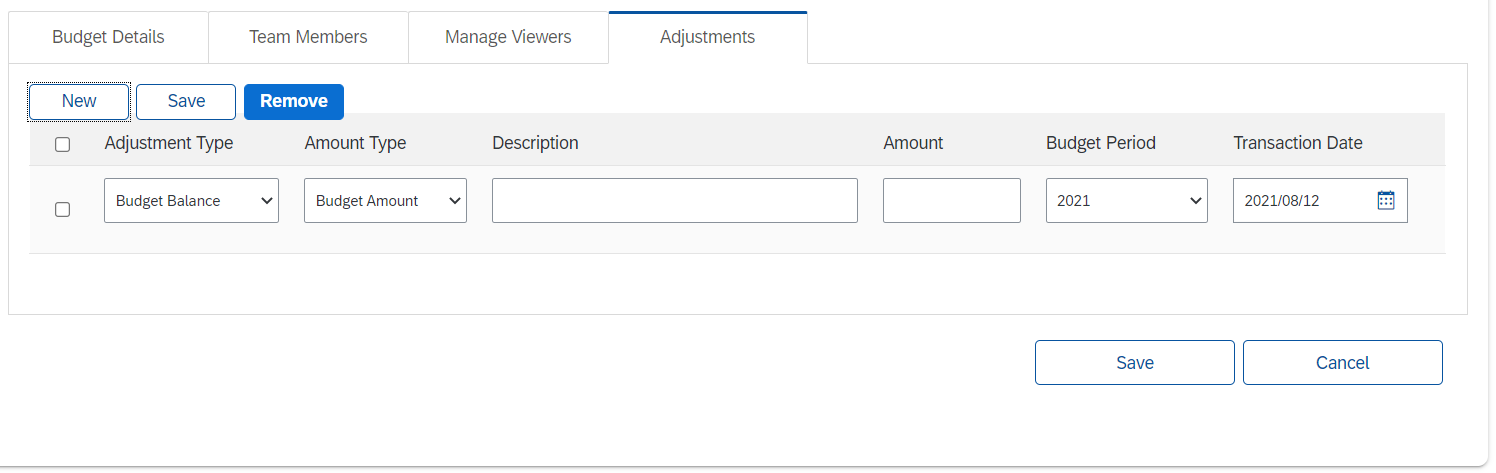 Budget Details Team Members Manage Viewers Adjustments
New Save Remove
Adjustment Type Amount Type Description Amount Budget Period Transaction Date
Budget Balance Budget Amount 2021 2021/08/12
Save Cancel